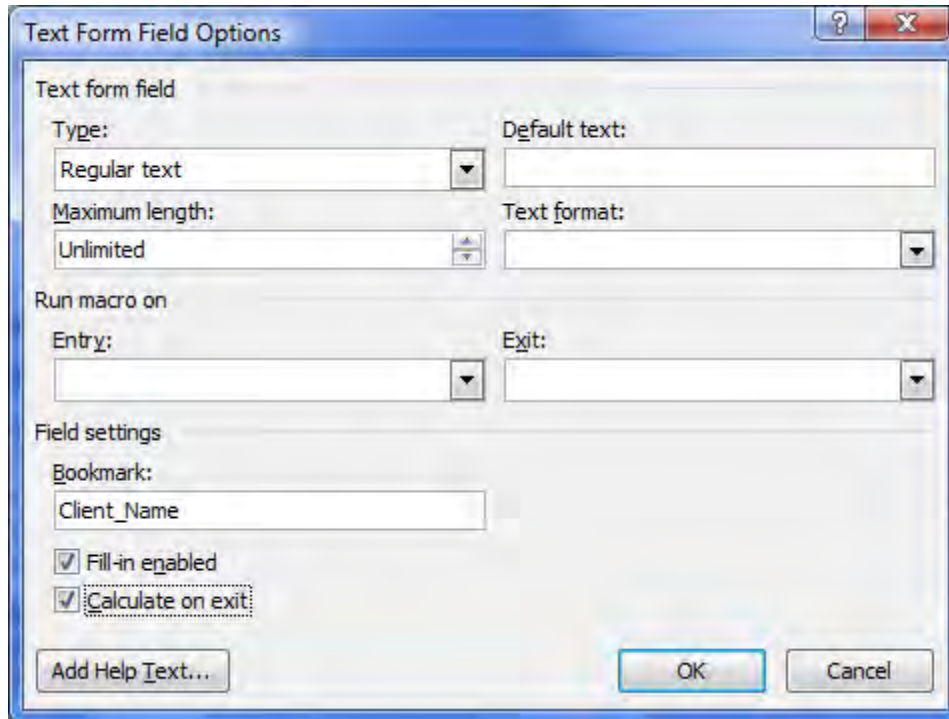 Text Form Field Options
Text form field
Type:
Default text:
Regular text
Maximum length:
Text format:
Unlimited
Run macro on
Entry:
Exit:
Field settings
Bookmark:
Client_Name
Fill-in enabled
Calculate on exit
Add Help Text...
OK
Cancel